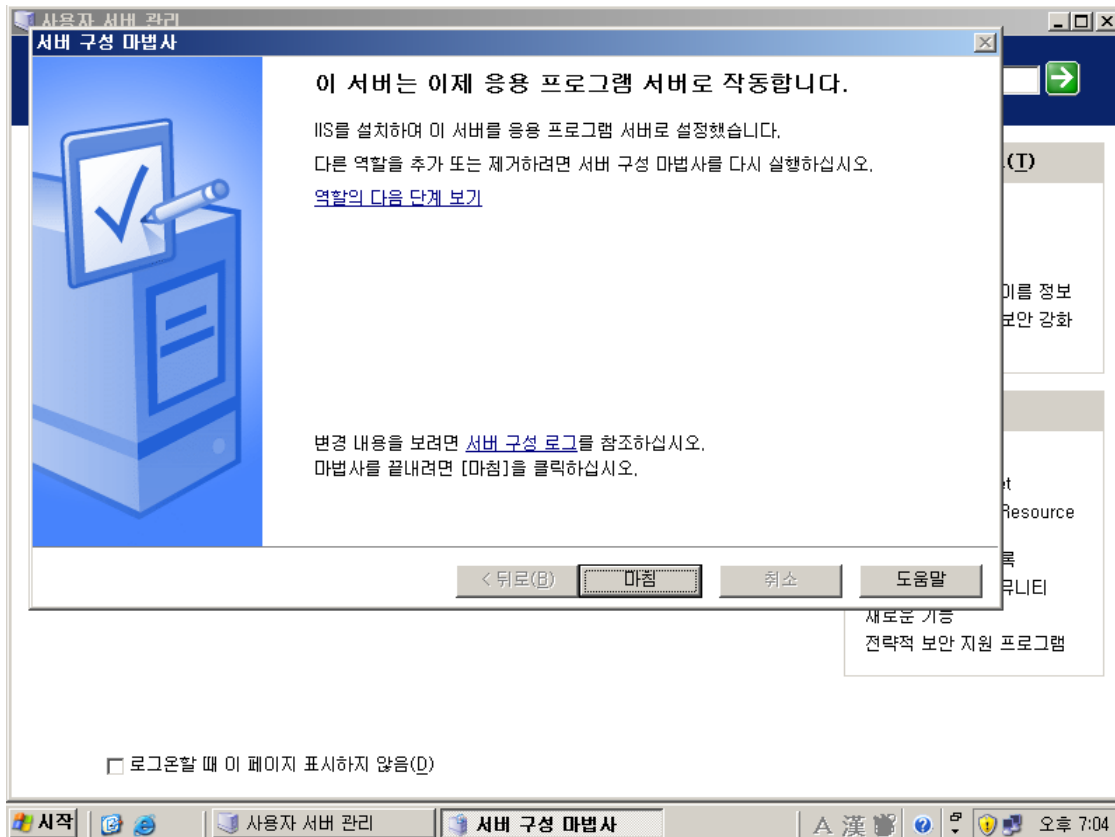 사용자 서버 관리
서버 구성 마법사
이 서버는 이제 응용 프로그램 서버로 작동합니다.
IIS를 설치하며 이 서버를 응용 프로그램 서버로 설정했습니다.
다른 역할을 추가 또는 제거하려면 서버 구성 마법사를 다시 실행하십시오.
역할의 다음 단계 보기
(T)
이름 정보
보안 강화
변경 내용을 보려면 서버 구성 로그를 참조하십시오.
마법사를 끝내려면 [마침]을 클릭하십시오.
Resource
< 뒤로(B)
마침
취소
도움말
새로운 기능
전략적 보안 지원 프로그램
로그온할 때 이 페이지 표시하지 않음(D)
시작
사용자 서버 관리
서버 구성 마법사
A 漢
오후 7:04